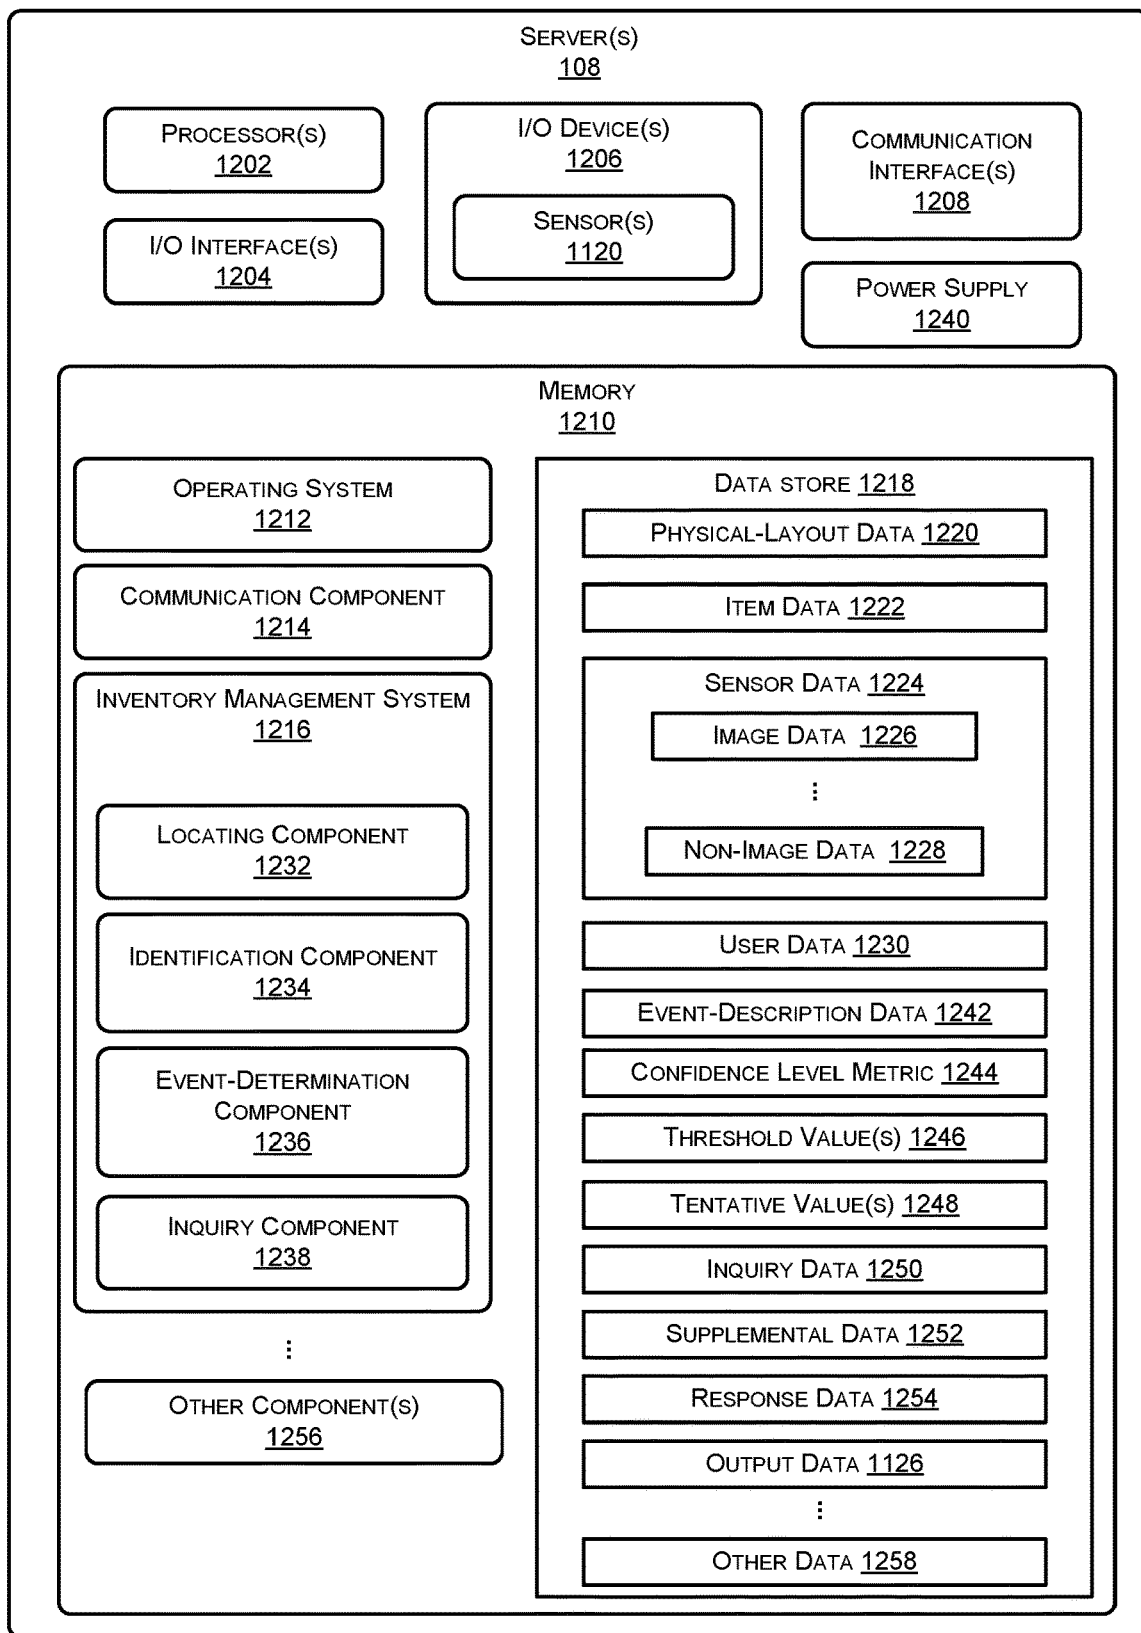 SERVER(S)
108
PROCESSOR(S)
1202
I/O INTERFACE(S)
1204
I/O DEVICE(S)
1206
SENSOR(S)
1120
COMMUNICATION
INTERFACE(S)
1208
POWER SUPPLY
1240
MEMORY
1210
OPERATING SYSTEM
1212
COMMUNICATION COMPONENT
1214
INVENTORY MANAGEMENT SYSTEM
1216
LOCATING COMPONENT
1232
IDENTIFICATION COMPONENT
1234
EVENT-DETERMINATION
COMPONENT
1236
INQUIRY COMPONENT
1238
...
OTHER COMPONENT(S)
1256
DATA STORE 1218
PHYSICAL-LAYOUT DATA 1220
ITEM DATA 1222
SENSOR DATA 1224
IMAGE DATA 1226
...
NON-IMAGE DATA 1228
USER DATA 1230
EVENT-DESCRIPTION DATA 1242
CONFIDENCE LEVEL METRIC 1244
THRESHOLD VALUE(S) 1246
TENTATIVE VALUE(S) 1248
INQUIRY DATA 1250
SUPPLEMENTAL DATA 1252
RESPONSE DATA 1254
OUTPUT DATA 1126
...
OTHER DATA 1258